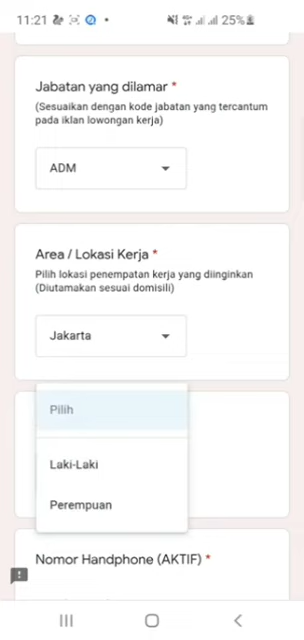 11:21 25%
Jabatan yang dilamar *
(Sesuaikan dengan kode jabatan yang tercantum
pada iklan lowongan kerja)
ADM
Area / Lokasi Kerja *
Pilih lokasi penempatan kerja yang diinginkan
(Diutamakan sesuai domisili)
Jakarta
Pilih
Laki-Laki
Perempuan
Nomor Handphone (AKTIF) *